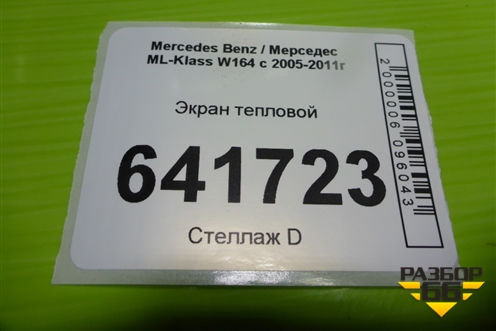 Mercedes Benz / Мерседес
ML-Klass W164 с 2005-2011г
Экран тепловой
641723
Стеллаж D
2000006096043
РАЗБОР
66